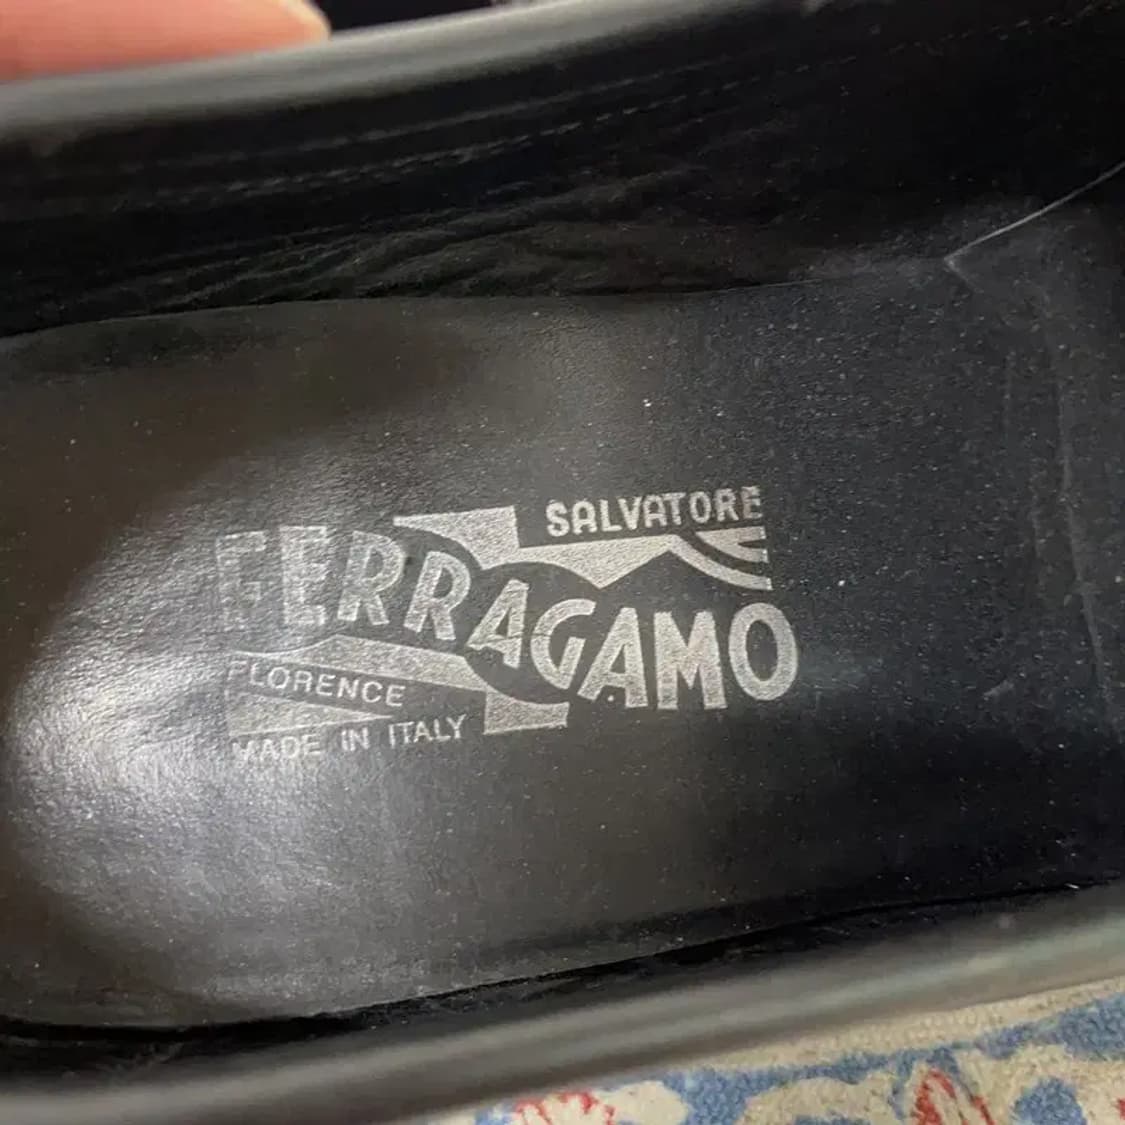 SALVATORE
FERRAGAMO
FLORENCE
MADE IN ITALY